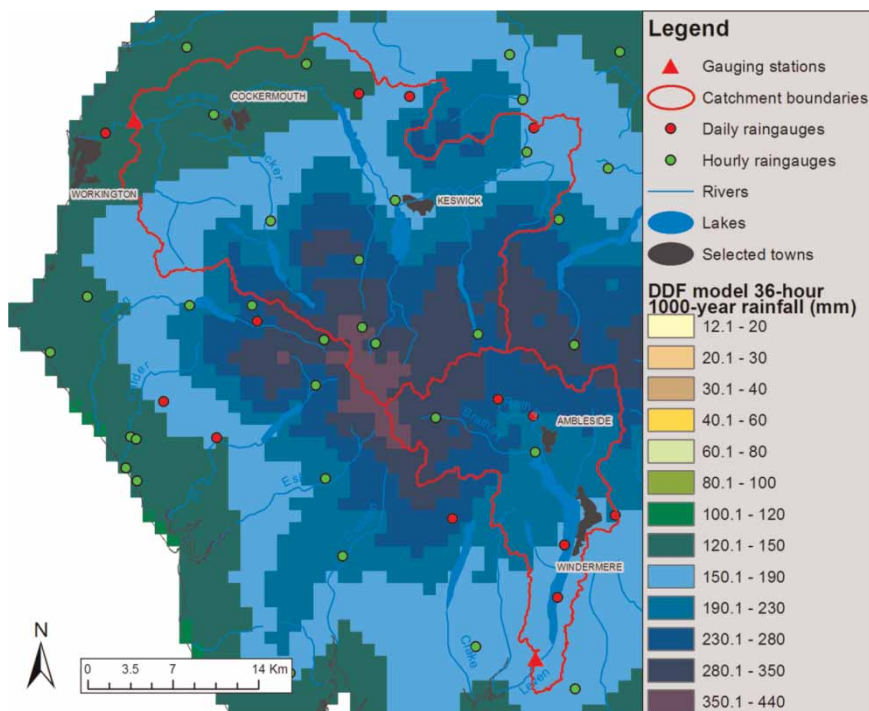 COCKERMOUTH
WORKINGTON
KESWICK
AMBLESIDE
WINDERMERE
Crake
Leven
N
0 3.5 7 14 Km
Legend
Gauging stations
Catchment boundaries
Daily raingauges
Hourly raingauges
Rivers
Lakes
Selected towns
DDF model 36-hour
1000-year rainfall (mm)
12.1 - 20
20.1 - 30
30.1 - 40
40.1 - 60
60.1 - 80
80.1 - 100
100.1 - 120
120.1 - 150
150.1 - 190
190.1 - 230
230.1 - 280
280.1 - 350
350.1 - 440